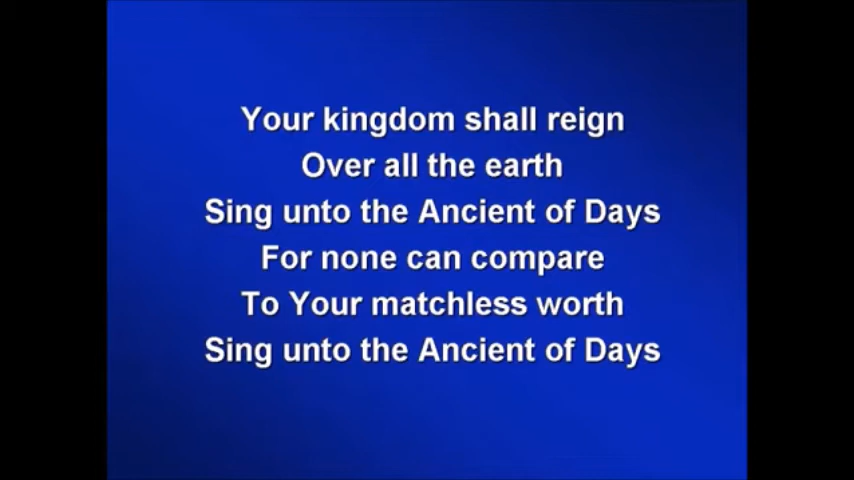 Your kingdom shall reign
Over all the earth
Sing unto the Ancient of Days
For none can compare
To Your matchless worth
Sing unto the Ancient of Days